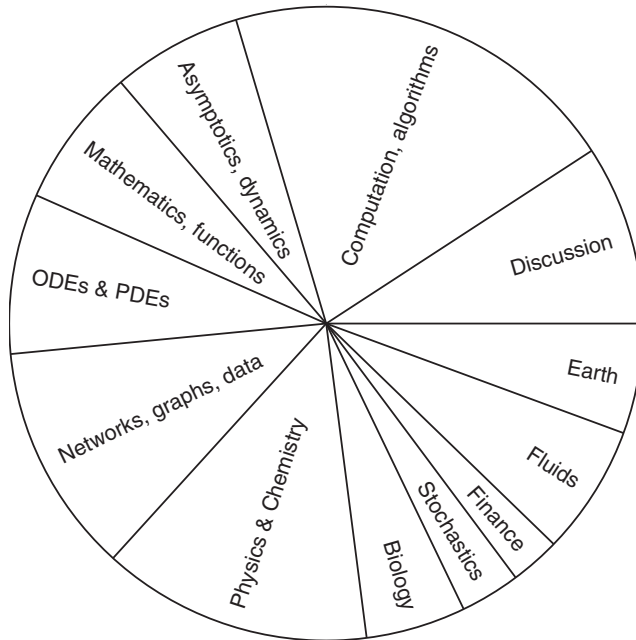 Asymptotics, dynamics
Computation, algorithms
Mathematics, functions
Discussion
ODEs & PDEs
Earth
Networks, graphs, data
Fluids
Physics & Chemistry
Finance
Stochastics
Biology